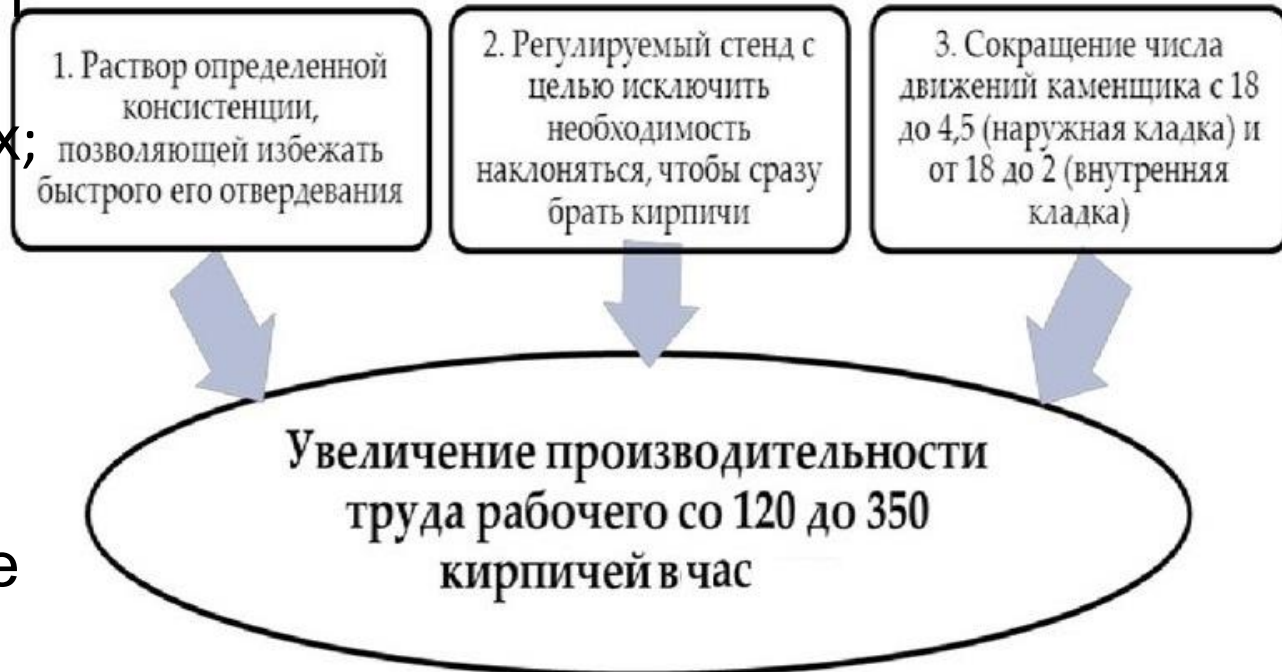 1. Раствор определенной
консистенции,
позволяющей избежать
быстрого его отвердевания
2. Регулируемый стенд с
целью исключить
необходимость
наклоняться, чтобы сразу
брать кирпичи
3. Сокращение числа
движений каменщика с 18
до 4,5 (наружная кладка) и
от 18 до 2 (внутренняя
кладка)
х;
Увеличение производительности
труда рабочего со 120 до 350
кирпичей в час
е